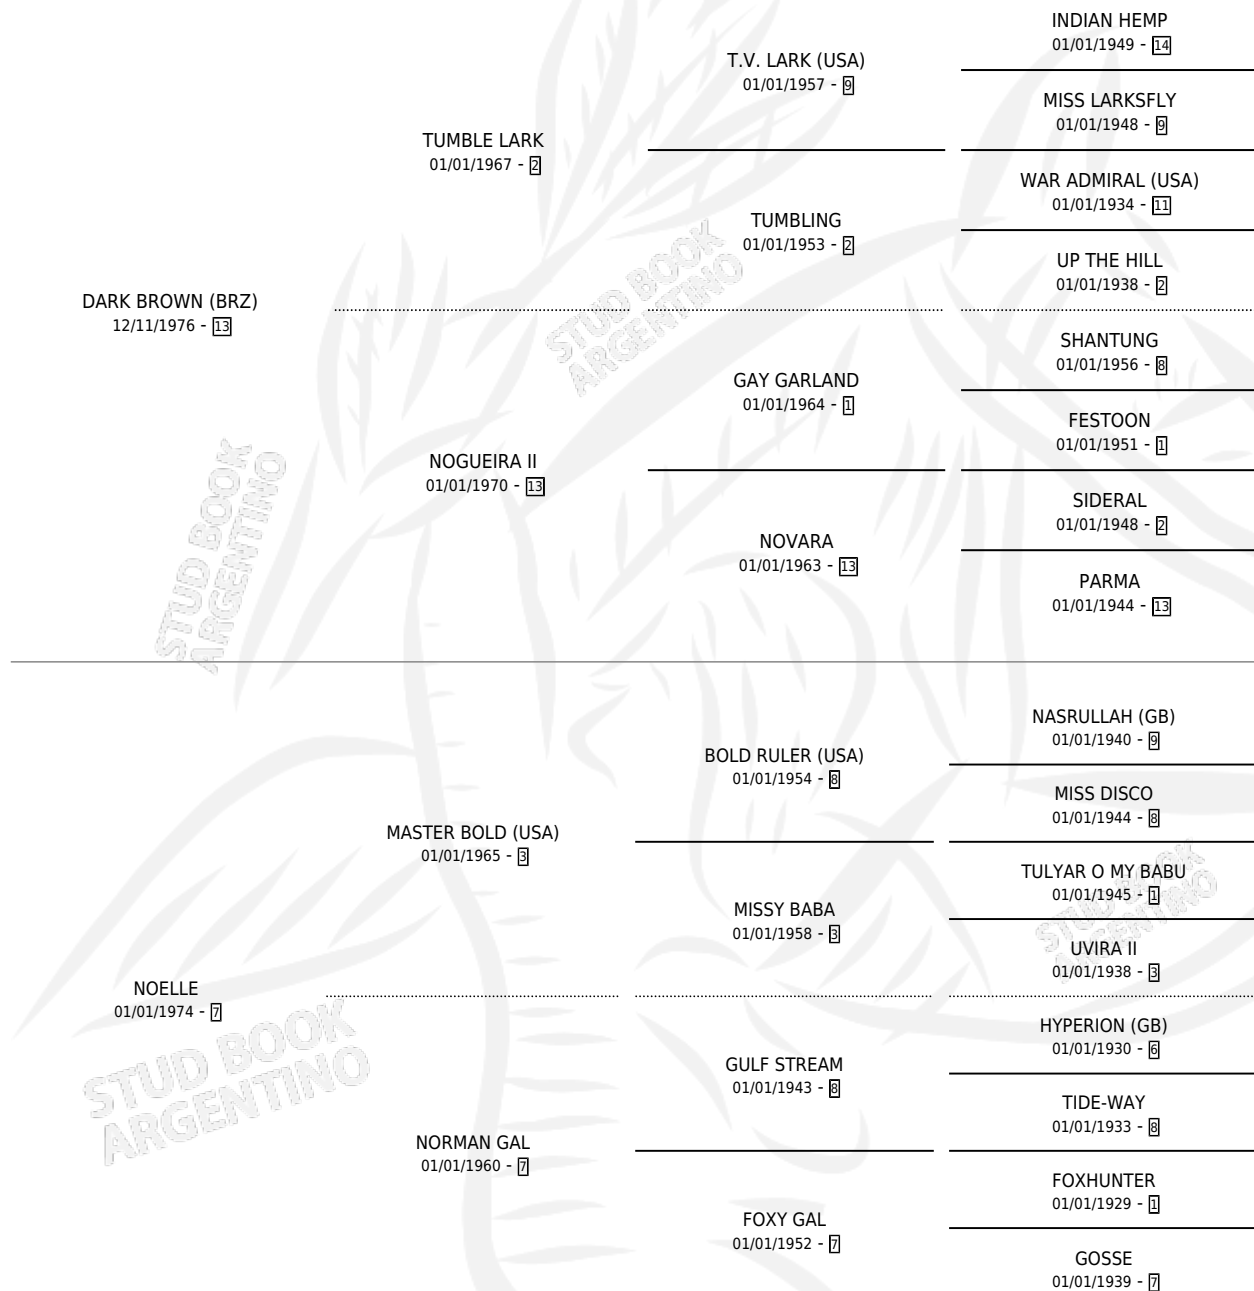 INDIAN HEMP
01/01/1949 - 14
T.V. LARK (USA)
01/01/1957 - 9
MISS LARKSFLY
01/01/1948 - 9
TUMBLE LARK
01/01/1967 - 2
WAR ADMIRAL (USA)
01/01/1934 - 11
TUMBLING
01/01/1953 - 2
UP THE HILL
01/01/1938 - 2
DARK BROWN (BRZ)
12/11/1976 - 13
SHANTUNG
01/01/1956 - 8
GAY GARLAND
01/01/1964 - 1
FESTOON
01/01/1951 - 1
NOGUEIRA II
01/01/1970 - 13
SIDERAL
01/01/1948 - 2
NOVARA
01/01/1963 - 13
PARMA
01/01/1944 - 13
NASRULLAH (GB)
01/01/1940 - 9
BOLD RULER (USA)
01/01/1954 - 8
MISS DISCO
01/01/1944 - 8
MASTER BOLD (USA)
01/01/1965 - 3
TULYAR O MY BABU
01/01/1945 - 1
MISSY BABA
01/01/1958 - 3
UVIRA II
01/01/1938 - 3
NOELLE
01/01/1974 - 7
HYPERION (GB)
01/01/1930 - 6
GULF STREAM
01/01/1943 - 8
TIDE-WAY
01/01/1933 - 8
NORMAN GAL
01/01/1960 - 7
FOXHUNTER
01/01/1929 - 1
FOXY GAL
01/01/1952 - 7
GOSSE
01/01/1939 - 7
STUD BOOK
ARGENTINO
STUD BOOK
ARGENTINO
STUD BOOK
ARGENTINO
STUD BOOK
ARGENTINO